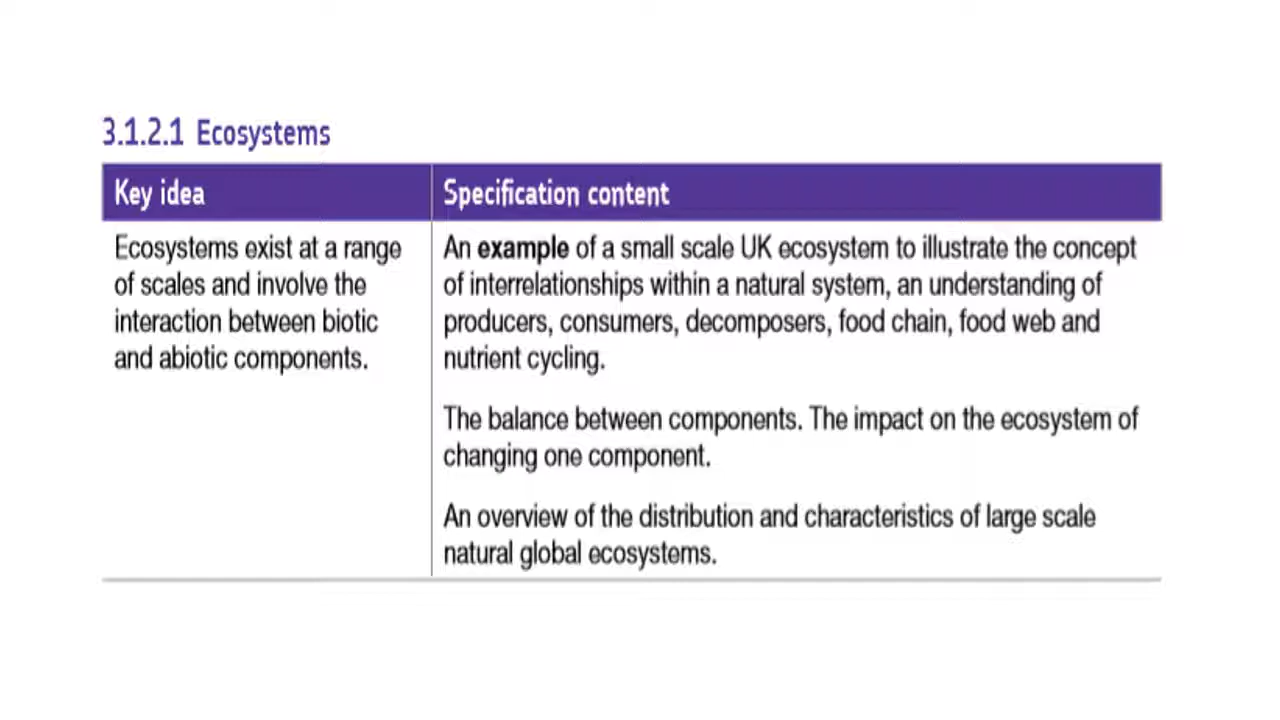 3.1.2.1 Ecosystems
Key idea
Specification content
Ecosystems exist at a range
of scales and involve the
interaction between biotic
and abiotic components.
An example of a small scale UK ecosystem to illustrate the concept
of interrelationships within a natural system, an understanding of
producers, consumers, decomposers, food chain, food web and
nutrient cycling.
The balance between components. The impact on the ecosystem of
changing one component.
An overview of the distribution and characteristics of large scale
natural global ecosystems.